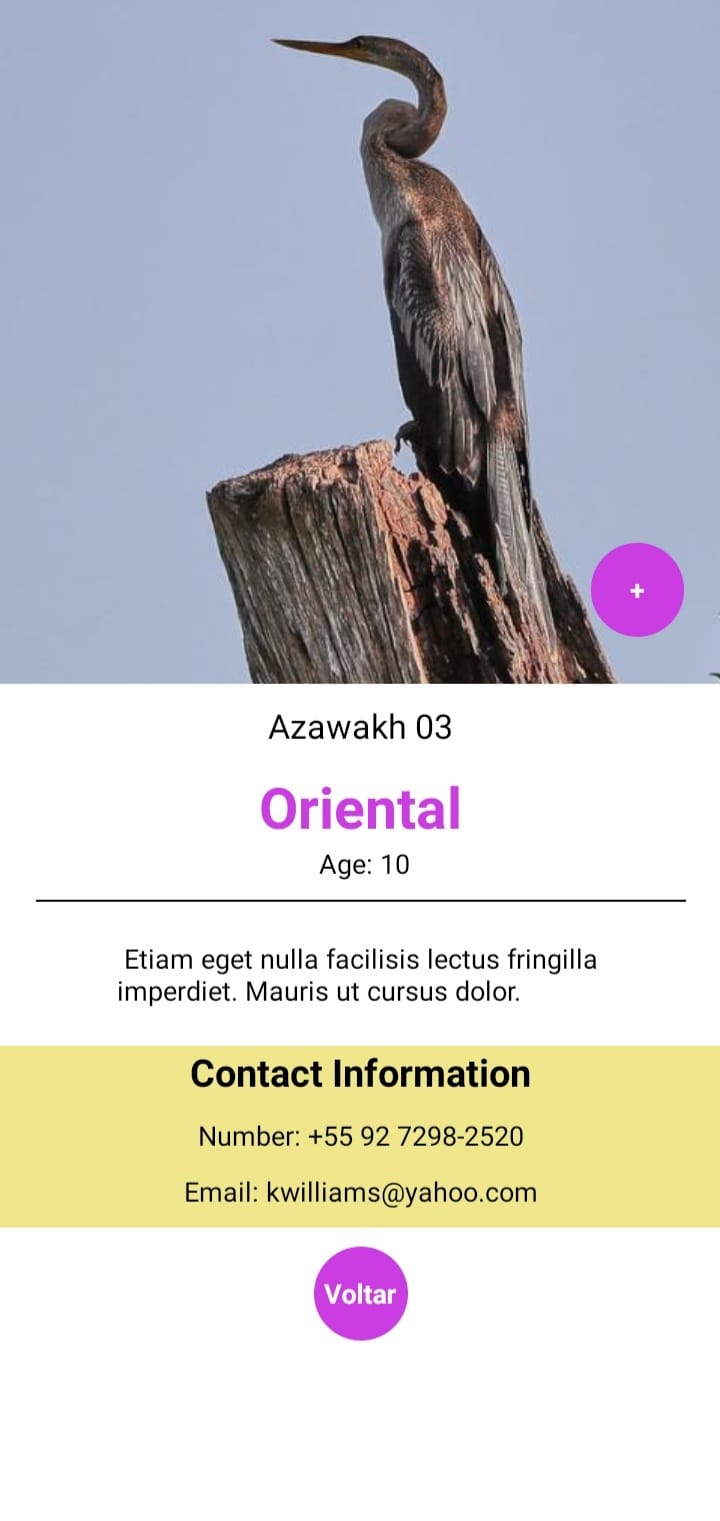 +
Azawakh 03
Oriental
Age: 10
Etiam eget nulla facilisis lectus fringilla
imperdiet. Mauris ut cursus dolor.
Contact Information
Number: +55 92 7298-2520
Email: kwilliams@yahoo.com
Voltar